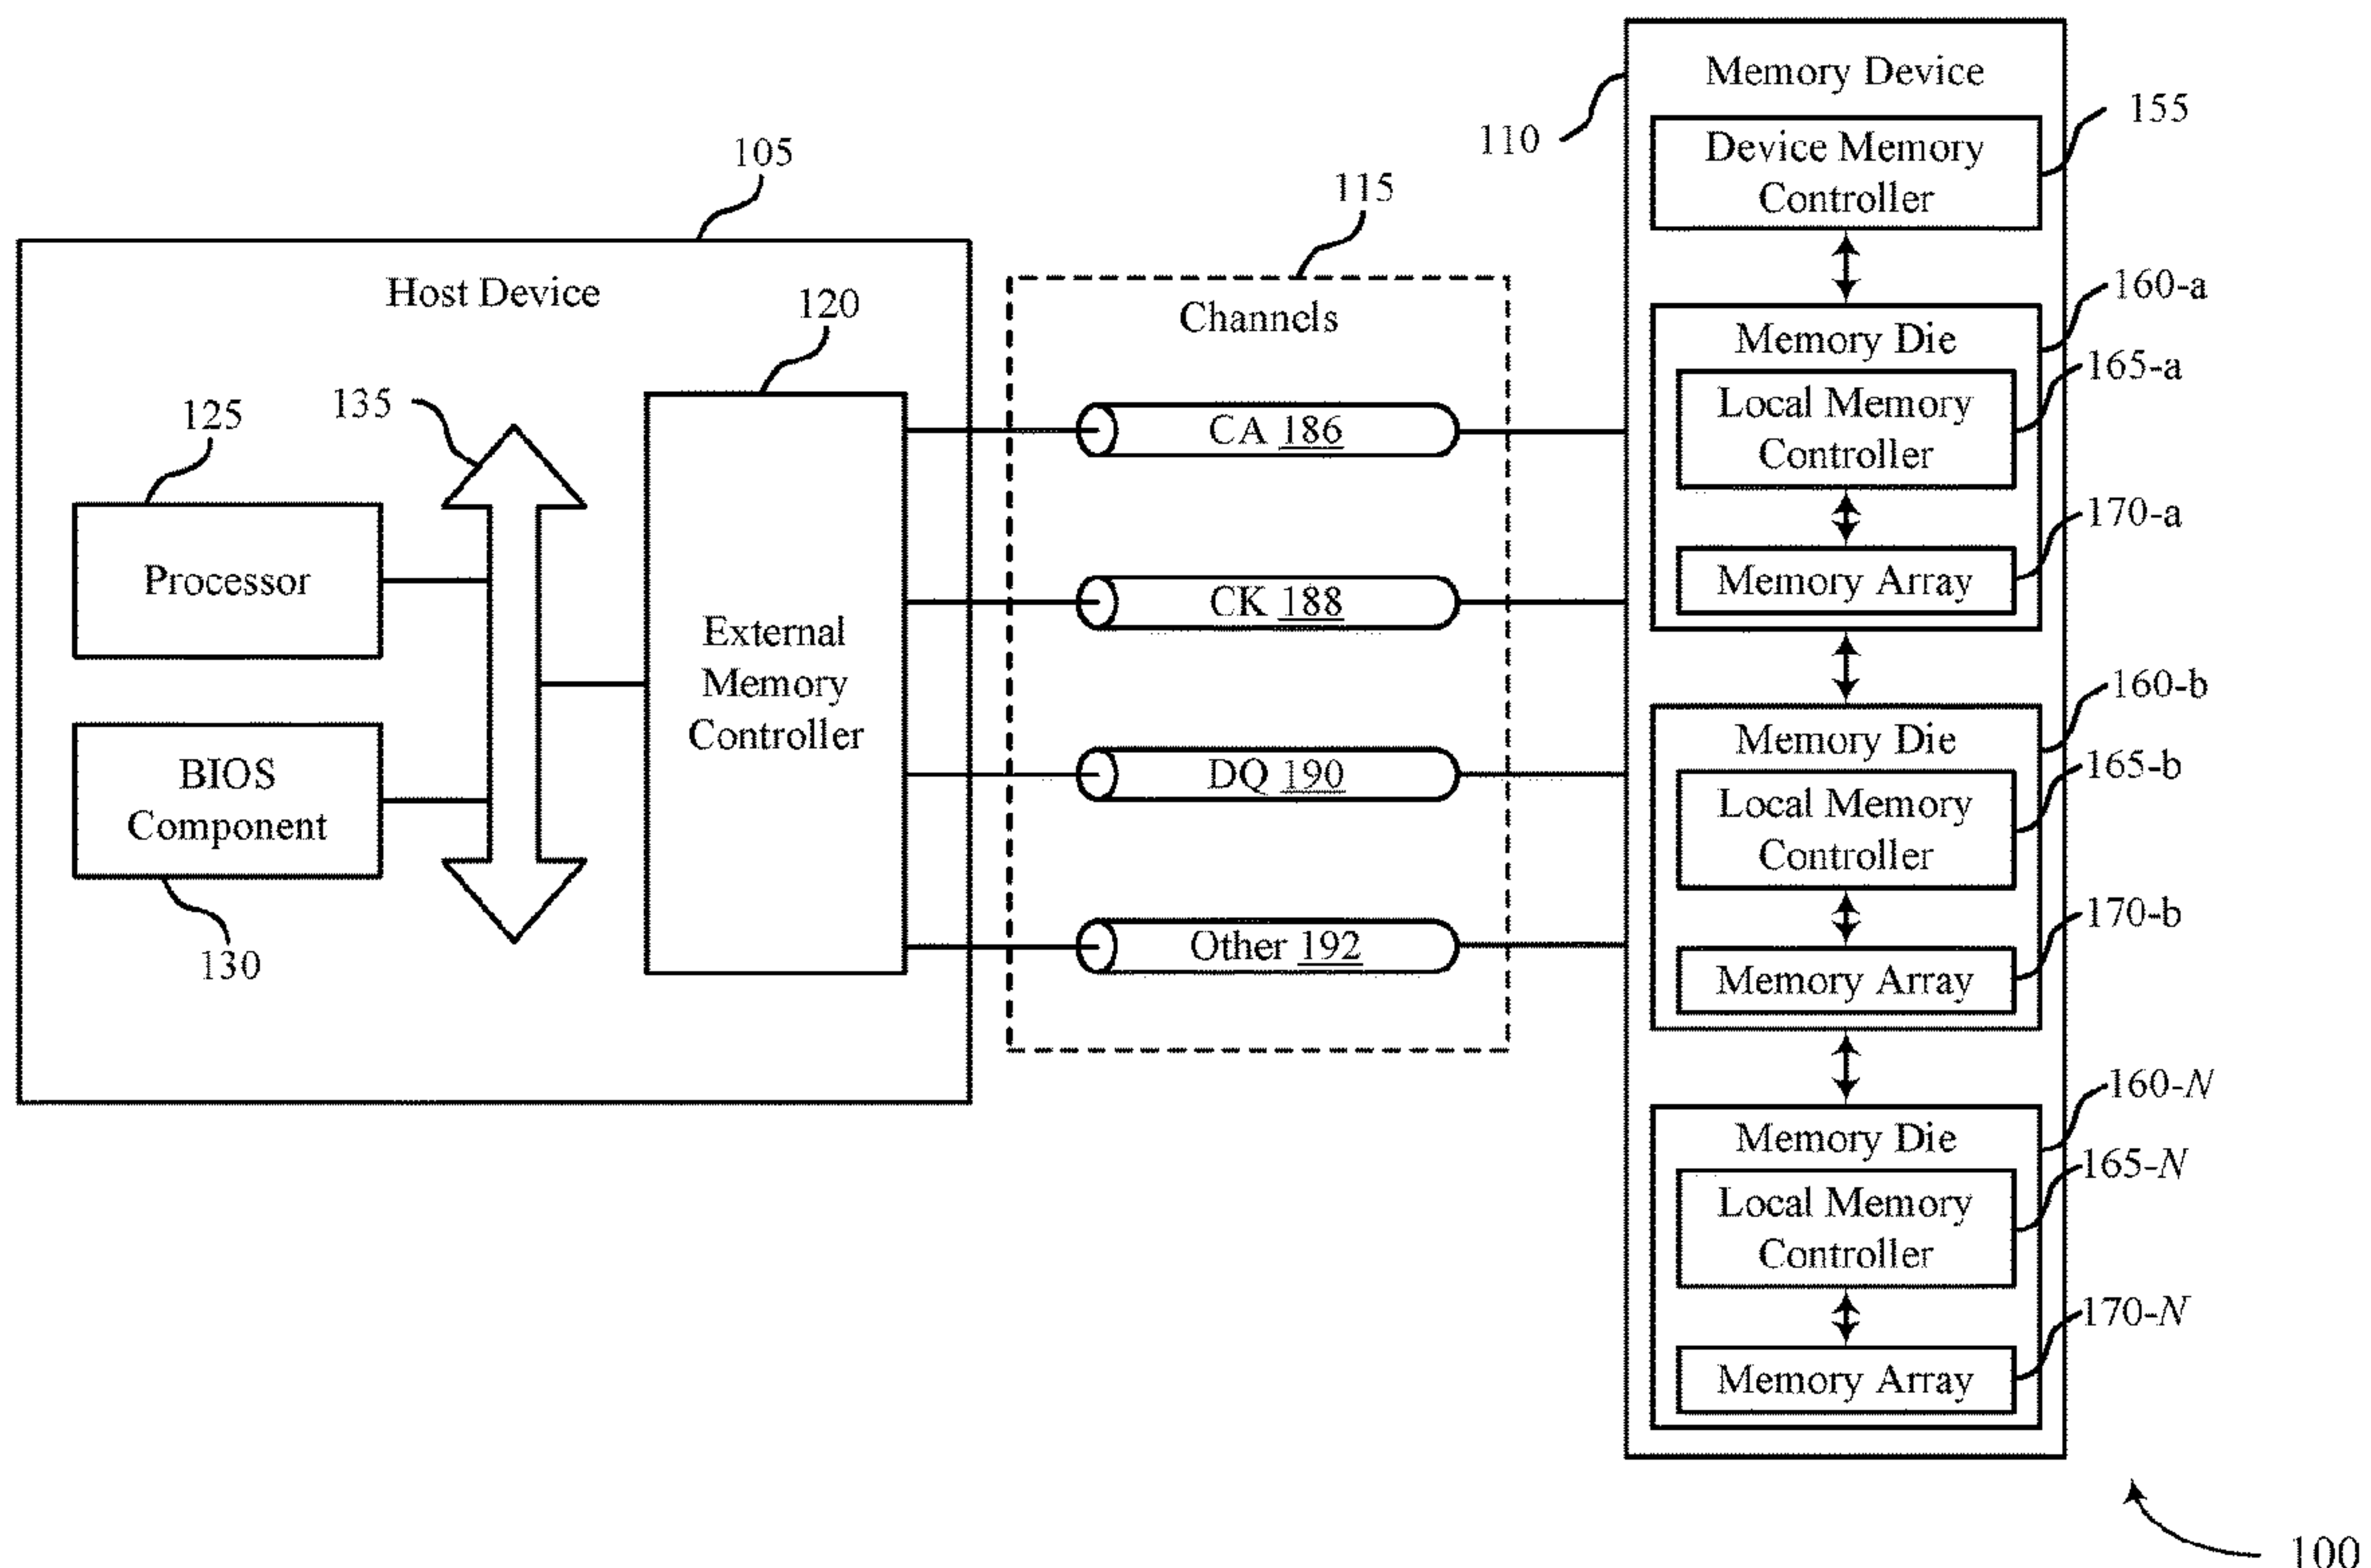 105
Host Device
120
125
135
Processor
BIOS
Component
130
External
Memory
Controller
115
Channels
CA 186
CK 188
DQ 190
Other 192
110
Memory Device
155
Device Memory
Controller
160-a
Memory Die
165-a
Local Memory
Controller
170-a
Memory Array
160-b
Memory Die
165-b
Local Memory
Controller
170-b
Memory Array
160-N
Memory Die
165-N
Local Memory
Controller
170-N
Memory Array
100